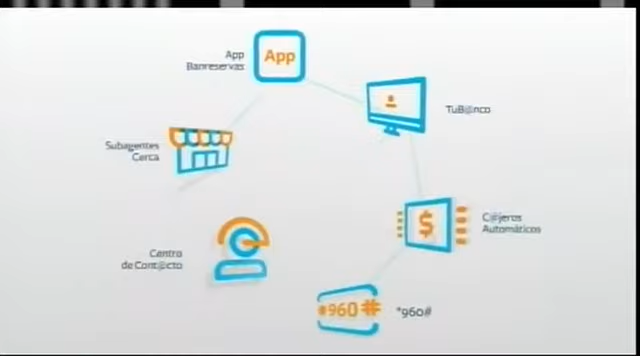 App
Banreservas
App
TuB@nco
Subagentes
Cerca
$
C@jeros
Automáticos
Centro
de Cont@cto
*960#
*960#